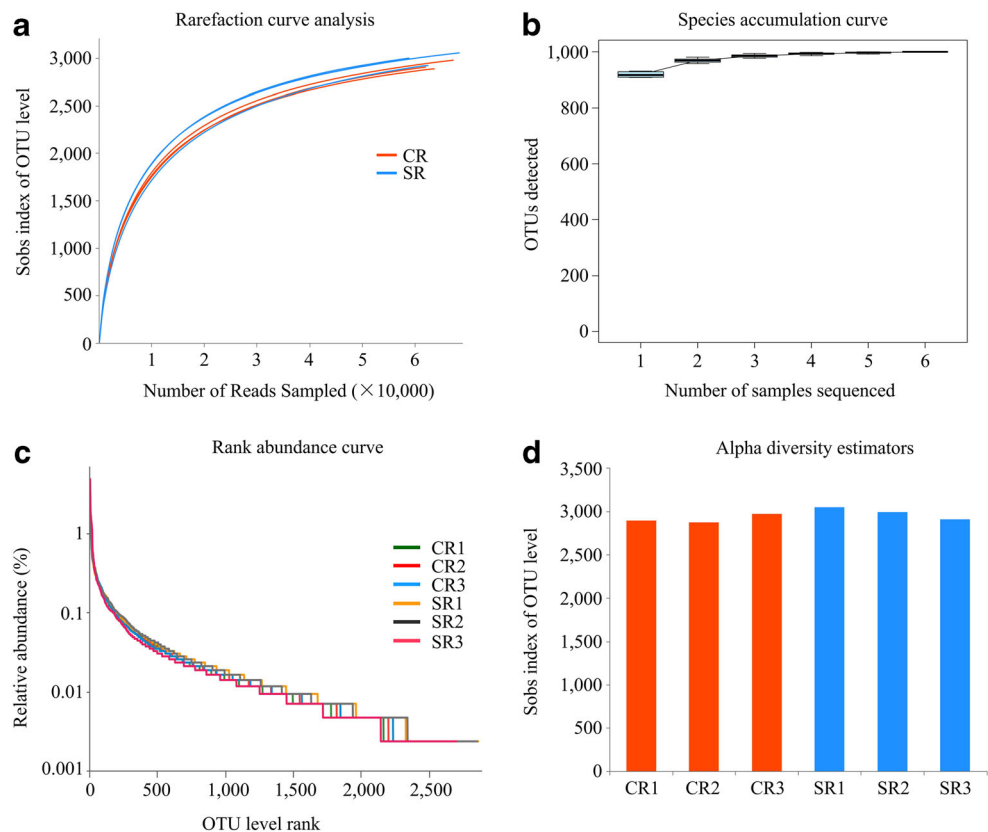 a
Rarefaction curve analysis
Sobs index of OTU level
3,000
2,500
2,000
1,500
1,000
500
0
CR
SR
1 2 3 4 5 6
Number of Reads Sampled (×10,000)
b
Species accumulation curve
OTUs detected
1,000
800
600
400
200
0
1 2 3 4 5 6
Number of samples sequenced
c
Rank abundance curve
Relative abundance (%)
1
0.1
0.01
0.001
CR1
CR2
CR3
SR1
SR2
SR3
0 500 1,000 1,500 2,000 2,500
OTU level rank
d
Alpha diversity estimators
Sobs index of OTU level
3,500
3,000
2,500
2,000
1,500
1,000
500
0
CR1 CR2 CR3 SR1 SR2 SR3